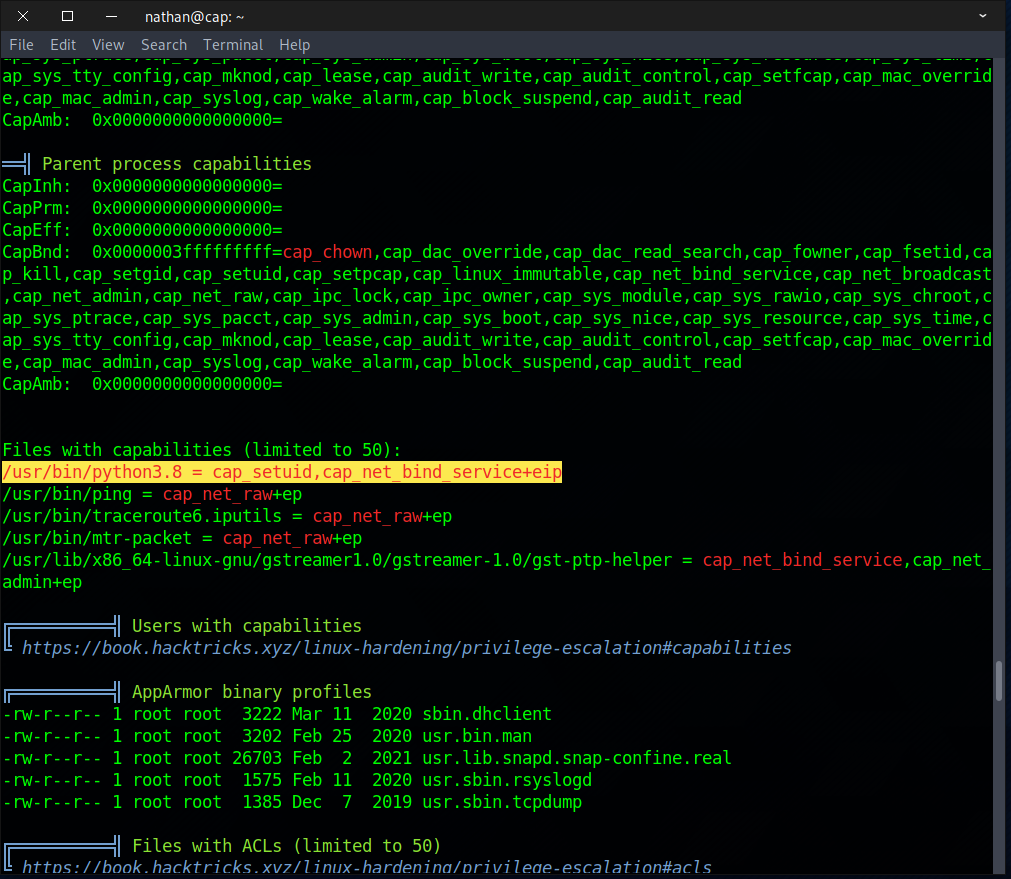 nathan@cap: ~
File Edit View Search Terminal Help
ap_sys_tty_config,cap_mknod,cap_lease,cap_audit_write,cap_audit_control,cap_setfcap,cap_mac_overrid
e,cap_mac_admin,cap_syslog,cap_wake_alarm,cap_block_suspend,cap_audit_read
CapAmb:  0x0000000000000000=
══╣ Parent process capabilities
CapInh:  0x0000000000000000=
CapPrm:  0x0000000000000000=
CapEff:  0x0000000000000000=
CapBnd:  0x0000003fffffffff=cap_chown,cap_dac_override,cap_dac_read_search,cap_fowner,cap_fsetid,ca
p_kill,cap_setgid,cap_setuid,cap_setpcap,cap_linux_immutable,cap_net_bind_service,cap_net_broadcast
,cap_net_admin,cap_net_raw,cap_ipc_lock,cap_ipc_owner,cap_sys_module,cap_sys_rawio,cap_sys_chroot,c
ap_sys_ptrace,cap_sys_pacct,cap_sys_admin,cap_sys_boot,cap_sys_nice,cap_sys_resource,cap_sys_time,c
ap_sys_tty_config,cap_mknod,cap_lease,cap_audit_write,cap_audit_control,cap_setfcap,cap_mac_overrid
e,cap_mac_admin,cap_syslog,cap_wake_alarm,cap_block_suspend,cap_audit_read
CapAmb:  0x0000000000000000=
Files with capabilities (limited to 50):
/usr/bin/python3.8 = cap_setuid,cap_net_bind_service+eip
/usr/bin/ping = cap_net_raw+ep
/usr/bin/traceroute6.iputils = cap_net_raw+ep
/usr/bin/mtr-packet = cap_net_raw+ep
/usr/lib/x86_64-linux-gnu/gstreamer1.0/gstreamer-1.0/gst-ptp-helper = cap_net_bind_service,cap_net_
admin+ep
╔══════════╣ Users with capabilities
╚ https://book.hacktricks.xyz/linux-hardening/privilege-escalation#capabilities
╔══════════╣ AppArmor binary profiles
-rw-r--r-- 1 root root  3222 Mar 11  2020 sbin.dhclient
-rw-r--r-- 1 root root  3202 Feb 25  2020 usr.bin.man
-rw-r--r-- 1 root root 26703 Feb  2  2021 usr.lib.snapd.snap-confine.real
-rw-r--r-- 1 root root  1575 Feb 11  2020 usr.sbin.rsyslogd
-rw-r--r-- 1 root root  1385 Dec  7  2019 usr.sbin.tcpdump
╔══════════╣ Files with ACLs (limited to 50)
╚ https://book.hacktricks.xyz/linux-hardening/privilege-escalation#acls